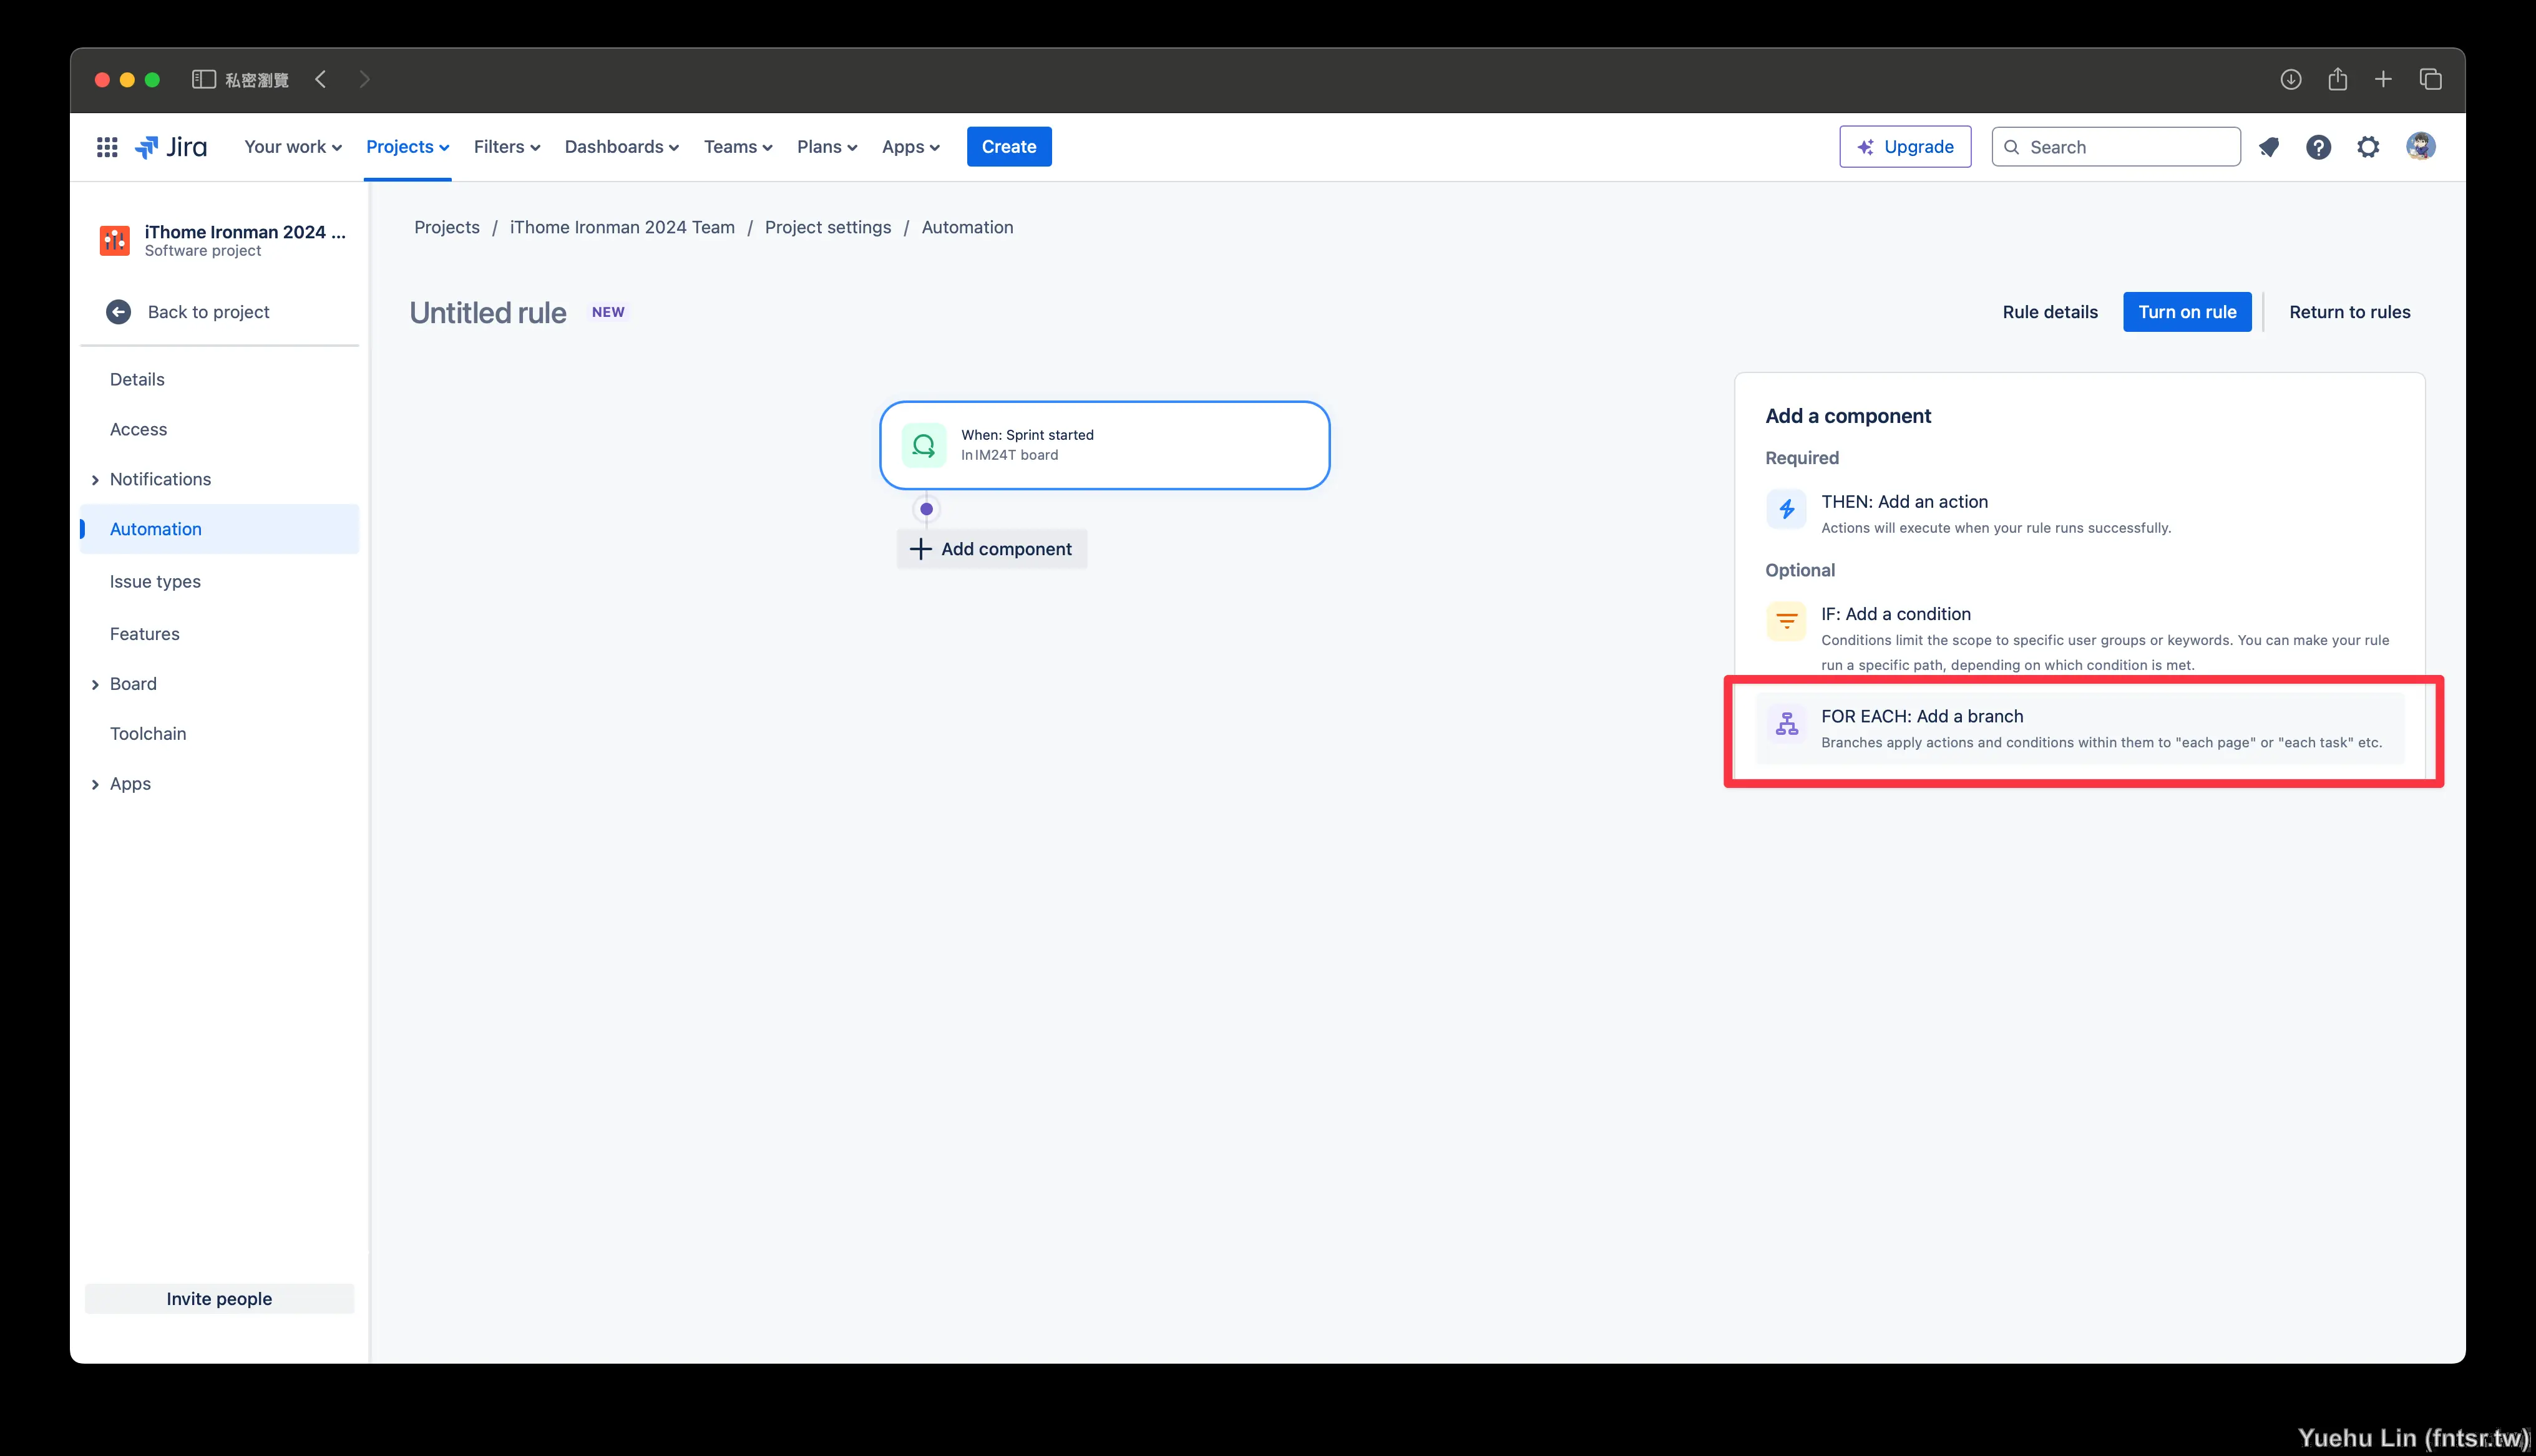 私密瀏覽
Jira Your work Projects Filters Dashboards Teams Plans Apps Create Upgrade Search
iThome Ironman 2024 ...
Software project
Back to project
Details
Access
Notifications
Automation
Issue types
Features
Board
Toolchain
Apps
Invite people
Projects / iThome Ironman 2024 Team / Project settings / Automation
Untitled rule NEW
Rule details Turn on rule Return to rules
When: Sprint started
In IM24T board
Add component
Add a component
Required
THEN: Add an action
Actions will execute when your rule runs successfully.
Optional
IF: Add a condition
Conditions limit the scope to specific user groups or keywords. You can make your rule
run a specific path, depending on which condition is met.
FOR EACH: Add a branch
Branches apply actions and conditions within them to "each page" or "each task" etc.
Yuehu Lin (fntsr.tw)